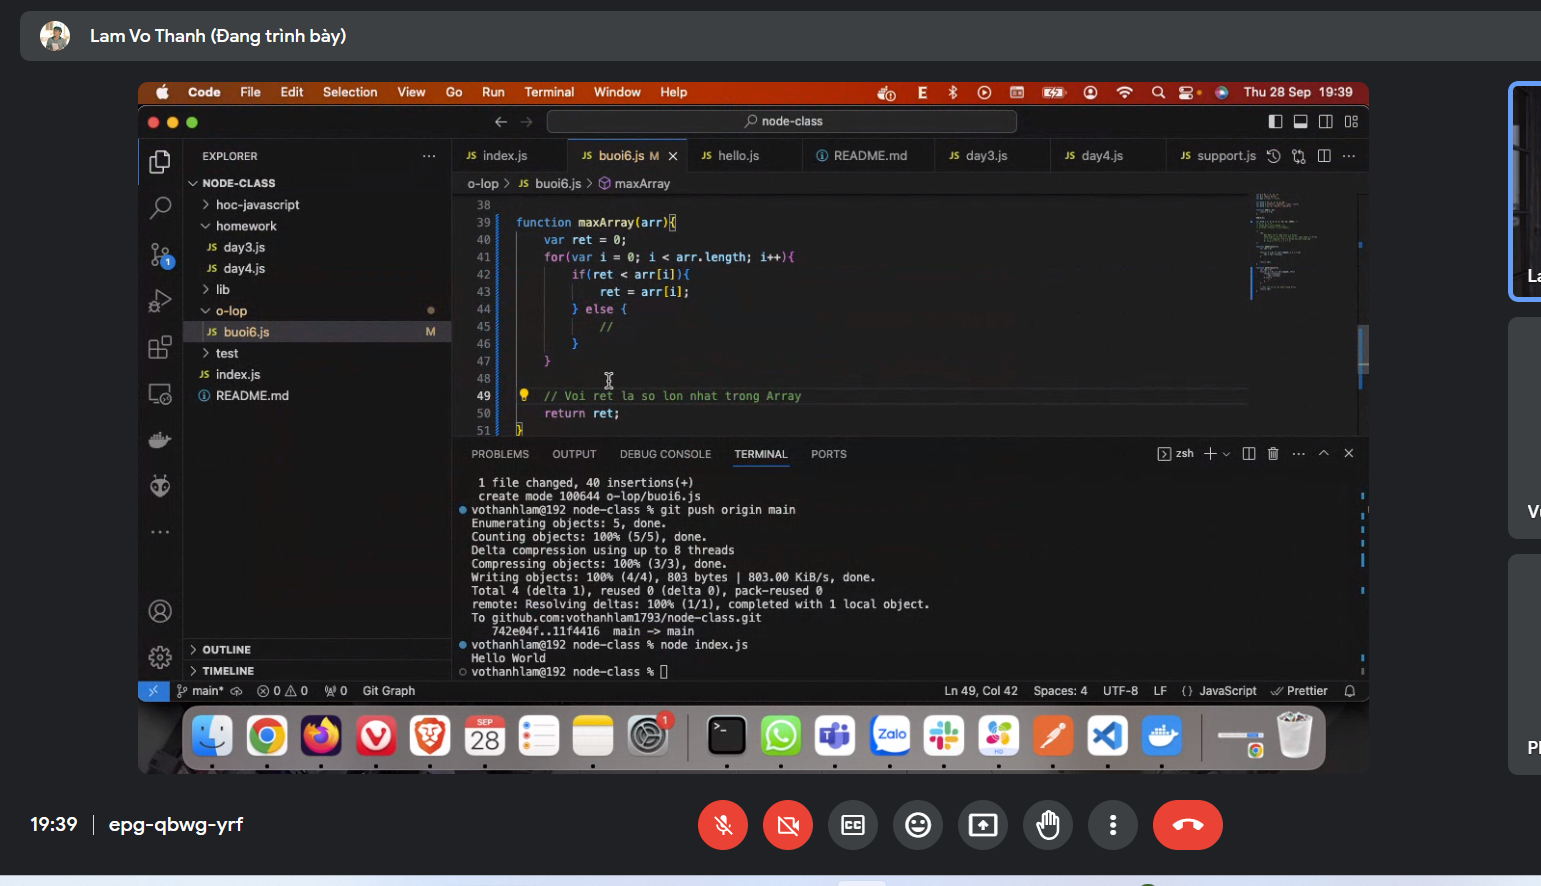 Lam Vo Thanh (Đang trình bày)
Code File Edit Selection View Go Run Terminal Window Help
E
Thu 28 Sep 19:39
node-class
EXPLORER
JS index.js
JS buoi6.js M
JS hello.js
README.md
JS day3.js
JS day4.js
JS support.js
o-lop > JS buoi6.js > maxArray
NODE-CLASS
hoc-javascript
homework
JS day3.js
JS day4.js
lib
o-lop
JS buoi6.js M
test
JS index.js
README.md
OUTLINE
TIMELINE
1
38
39 function maxArray(arr){
40 var ret = 0;
41 for(var i = 0; i < arr.length; i++){
42 if(ret < arr[i]){
43 ret = arr[i];
44 } else {
45 //
46 }
47 }
48
49 // Voi ret la so lon nhat trong Array
50 return ret;
51 }
PROBLEMS OUTPUT DEBUG CONSOLE TERMINAL PORTS
zsh
1 file changed, 40 insertions(+)
create mode 100644 o-lop/buoi6.js
vothanhlam@192 node-class % git push origin main
Enumerating objects: 5, done.
Counting objects: 100% (5/5), done.
Delta compression using up to 8 threads
Compressing objects: 100% (3/3), done.
Writing objects: 100% (4/4), 803 bytes | 803.00 KiB/s, done.
Total 4 (delta 1), reused 0 (delta 0), pack-reused 0
remote: Resolving deltas: 100% (1/1), completed with 1 local object.
To github.com:vothanhlam1793/node-class.git
742e04f..11f4416 main -> main
vothanhlam@192 node-class % node index.js
Hello World
vothanhlam@192 node-class %
main* 0 0 0 Git Graph
Ln 49, Col 42 Spaces: 4 UTF-8 LF {} JavaScript Prettier
SEP
28
1
Zalo
19:39 | epg-qbwg-yrf